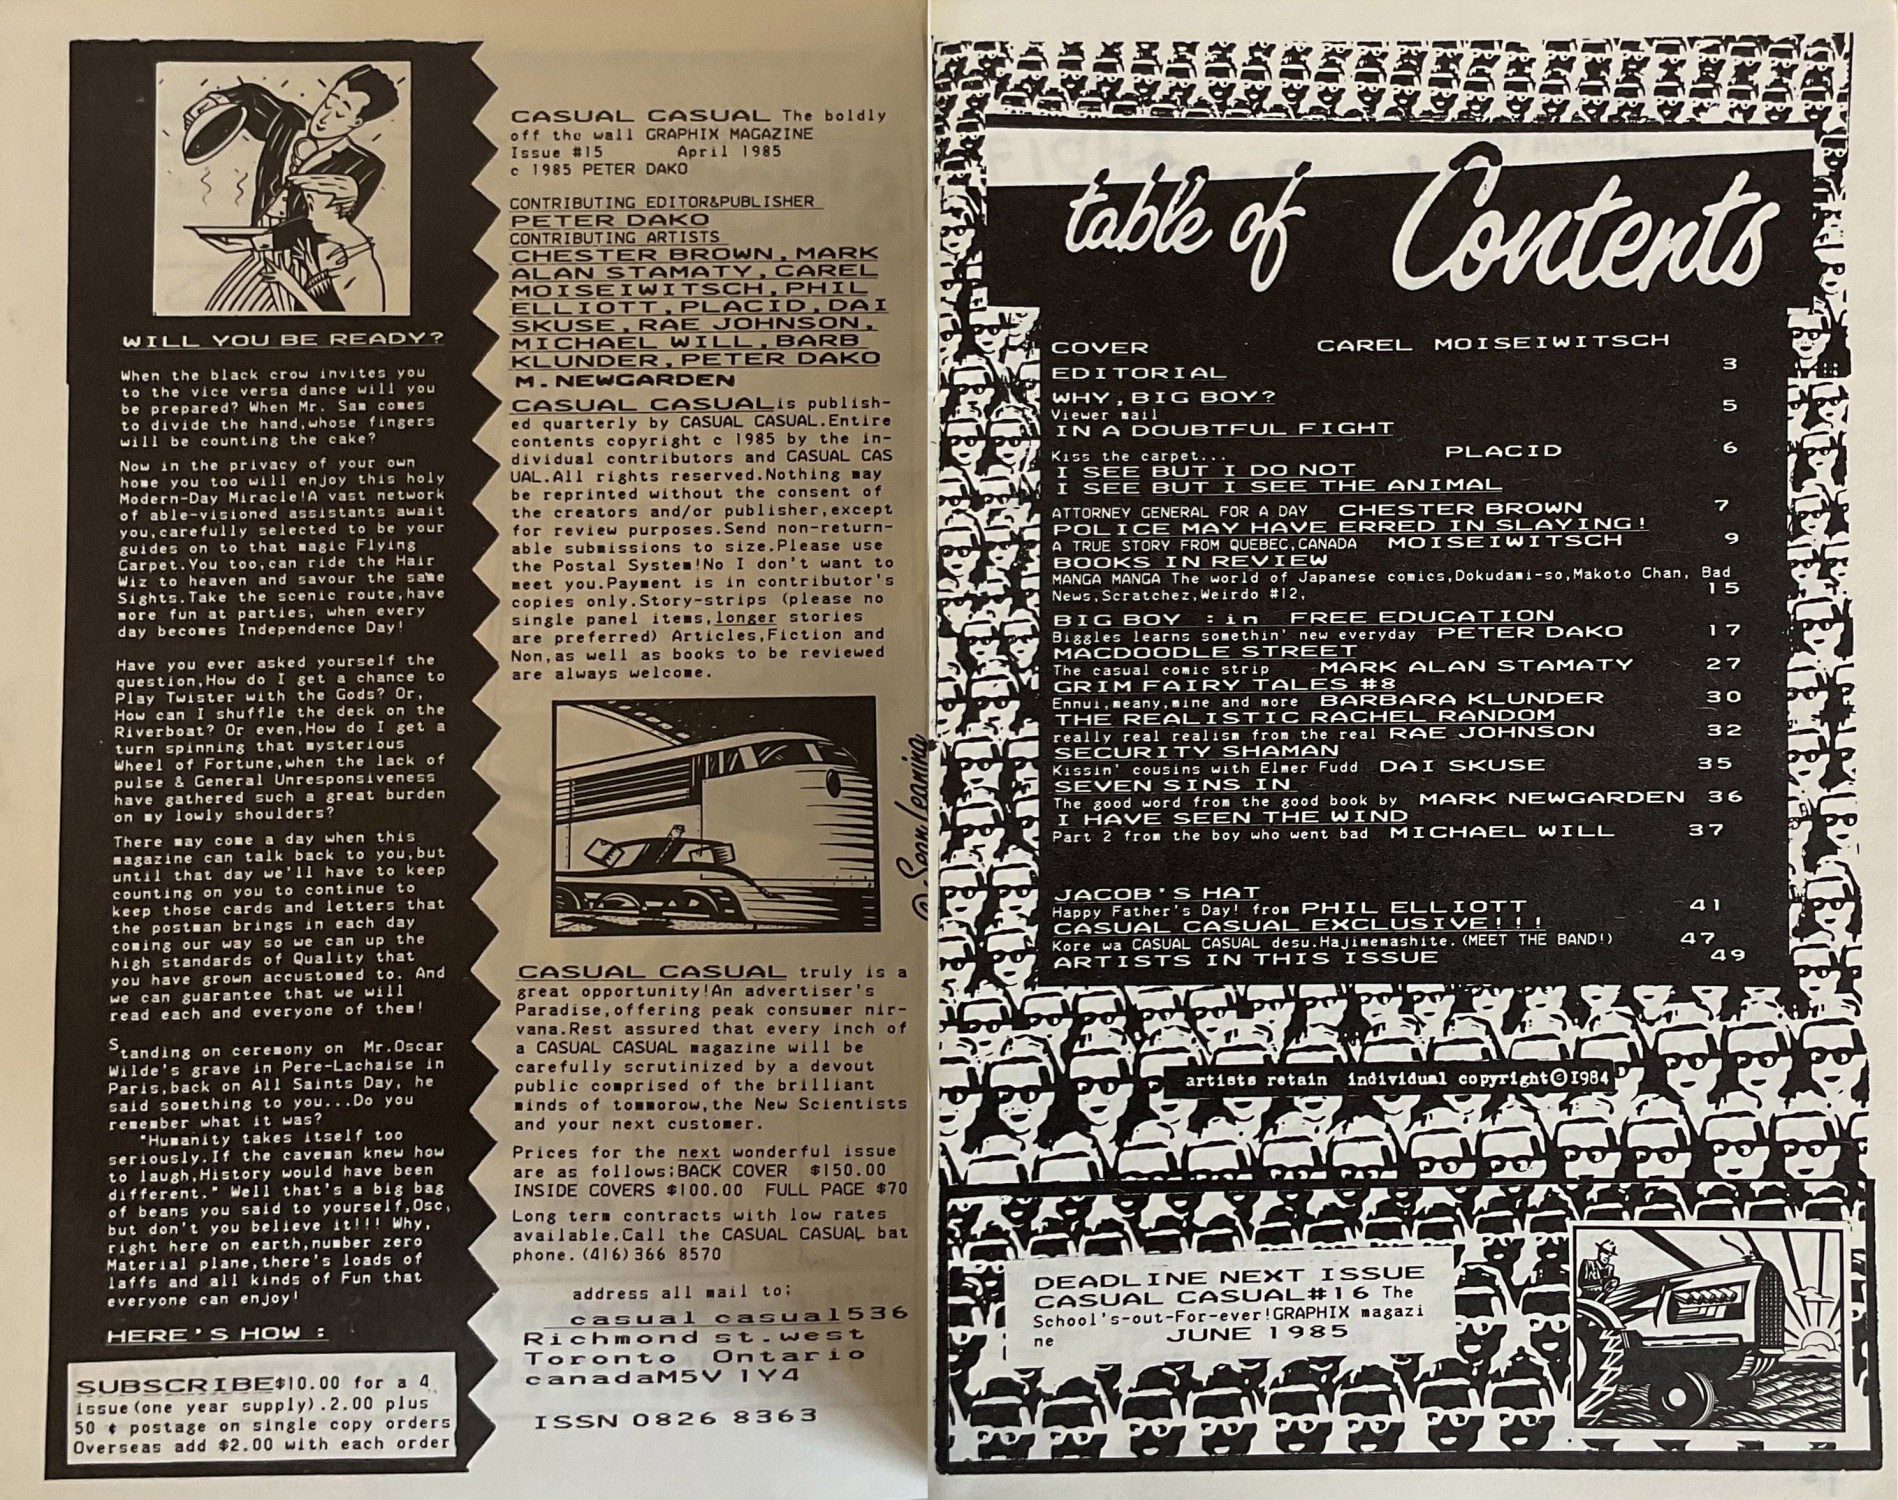 WILL YOU BE READY?
When the black crow invites you
to the vice versa dance will you
be prepared? When Mr. Sam comes
to divide the hand,whose fingers
will be counting the cake?
Now in the privacy of your own
home you too will enjoy this holy
Modern-Day Miracle!A vast network
of able-visioned assistants await
you,carefully selected to be your
guides on to that magic Flying
Carpet.You too,can ride the Hair
Wiz to heaven and savour the same
Sights.Take the scenic route,have
more fun at parties, when every
day becomes Independence Day!
Have you ever asked yourself the
question,How do I get a chance to
Play Twister with the Gods? Or,
How can I shuffle the deck on the
Riverboat? Or even,How do I get a
turn spinning that mysterious
Wheel of Fortune,when the lack of
pulse & General Unresponsiveness
have gathered such a great burden
on my lowly shoulders?
There may come a day when this
magazine can talk back to you,but
until that day we'll have to keep
counting on you to continue to
keep those cards and letters that
the postman brings in each day
coming our way so we can up the
high standards of Quality that
you have grown accustomed to. And
we can guarantee that we will
read each and everyone of them!
Standing on ceremony on Mr.Oscar
Wilde's grave in Pere-Lachaise in
Paris,back on All Saints Day, he
said something to you...Do you
remember what it was?
"Humanity takes itself too
seriously.If the caveman knew how
to laugh,History would have been
different." Well that's a big bag
of beans you said to yourself,Osc,
but don't you believe it!!! Why,
right here on earth,number zero
Material plane,there's loads of
laffs and all kinds of Fun that
everyone can enjoy!
HERE'S HOW :
SUBSCRIBE$10.00 for a 4
issue(one year supply).2.00 plus
50 ¢ postage on single copy orders
Overseas add $2.00 with each order
CASUAL CASUAL The boldly
off the wall GRAPHIX MAGAZINE
Issue #15 April 1985
c 1985 PETER DAKO
CONTRIBUTING EDITOR&PUBLISHER
PETER DAKO
CONTRIBUTING ARTISTS
CHESTER BROWN,MARK
ALAN STAMATY,CAREL
MOISEIWITSCH,PHIL
ELLIOTT,PLACID,DAI
SKUSE,RAE JOHNSON,
MICHAEL WILL,BARB
KLUNDER,PETER DAKO
M.NEWGARDEN
CASUAL CASUALis publish-
ed quarterly by CASUAL CASUAL.Entire
contents copyright c 1985 by the in-
dividual contributors and CASUAL CAS
UAL.All rights reserved.Nothing may
be reprinted without the consent of
the creators and/or publisher,except
for review purposes.Send non-return-
able submissions to size.Please use
the Postal System!No I don't want to
meet you.Payment is in contributor's
copies only.Story-strips (please no
single panel items,longer stories
are preferred) Articles,Fiction and
Non,as well as books to be reviewed
are always welcome.
© Sean Leaning
CASUAL CASUAL truly is a
great opportunity!An advertiser's
Paradise,offering peak consumer nir-
vana.Rest assured that every inch of
a CASUAL CASUAL magazine will be
carefully scrutinized by a devout
public comprised of the brilliant
minds of tommorow,the New Scientists
and your next customer.
Prices for the next wonderful issue
are as follows;BACK COVER $150.00
INSIDE COVERS $100.00 FULL PAGE $70
Long term contracts with low rates
available.Call the CASUAL CASUAL bat
phone.(416)366 8570
address all mail to;
casual casual536
Richmond st.west
Toronto Ontario
canadaM5V 1Y4
ISSN 0826 8363
table of Contents
COVER CAREL MOISEIWITSCH
EDITORIAL 3
WHY,BIG BOY?
Viewer mail 5
IN A DOUBTFUL FIGHT
Kiss the carpet... PLACID 6
I SEE BUT I DO NOT
I SEE BUT I SEE THE ANIMAL
ATTORNEY GENERAL FOR A DAY CHESTER BROWN 7
POLICE MAY HAVE ERRED IN SLAYING!
A TRUE STORY FROM QUEBEC,CANADA MOISEIWITSCH 9
BOOKS IN REVIEW
MANGA MANGA The world of Japanese comics,Dokudami-so,Makoto Chan, Bad
News,Scratchez,Weirdo #12, 15
BIG BOY :in FREE EDUCATION
Biggles learns somethin' new everyday PETER DAKO 17
MACDOODLE STREET
The casual comic strip MARK ALAN STAMATY 27
GRIM FAIRY TALES #8
Ennui,meany,mine and more BARBARA KLUNDER 30
THE REALISTIC RACHEL RANDOM
really real realism from the real RAE JOHNSON 32
SECURITY SHAMAN
Kissin' cousins with Elmer Fudd DAI SKUSE 35
SEVEN SINS IN
The good word from the good book by MARK NEWGARDEN 36
I HAVE SEEN THE WIND
Part 2 from the boy who went bad MICHAEL WILL 37
JACOB'S HAT
Happy Father's Day! from PHIL ELLIOTT 41
CASUAL CASUAL EXCLUSIVE!!!
Kore wa CASUAL CASUAL desu.Hajimemashite.(MEET THE BAND!) 47
ARTISTS IN THIS ISSUE 49
artists retain individual copyright©1984
DEADLINE NEXT ISSUE
CASUAL CASUAL#16 The
School's-out-For-ever!GRAPHIX magazi
ne JUNE 1985